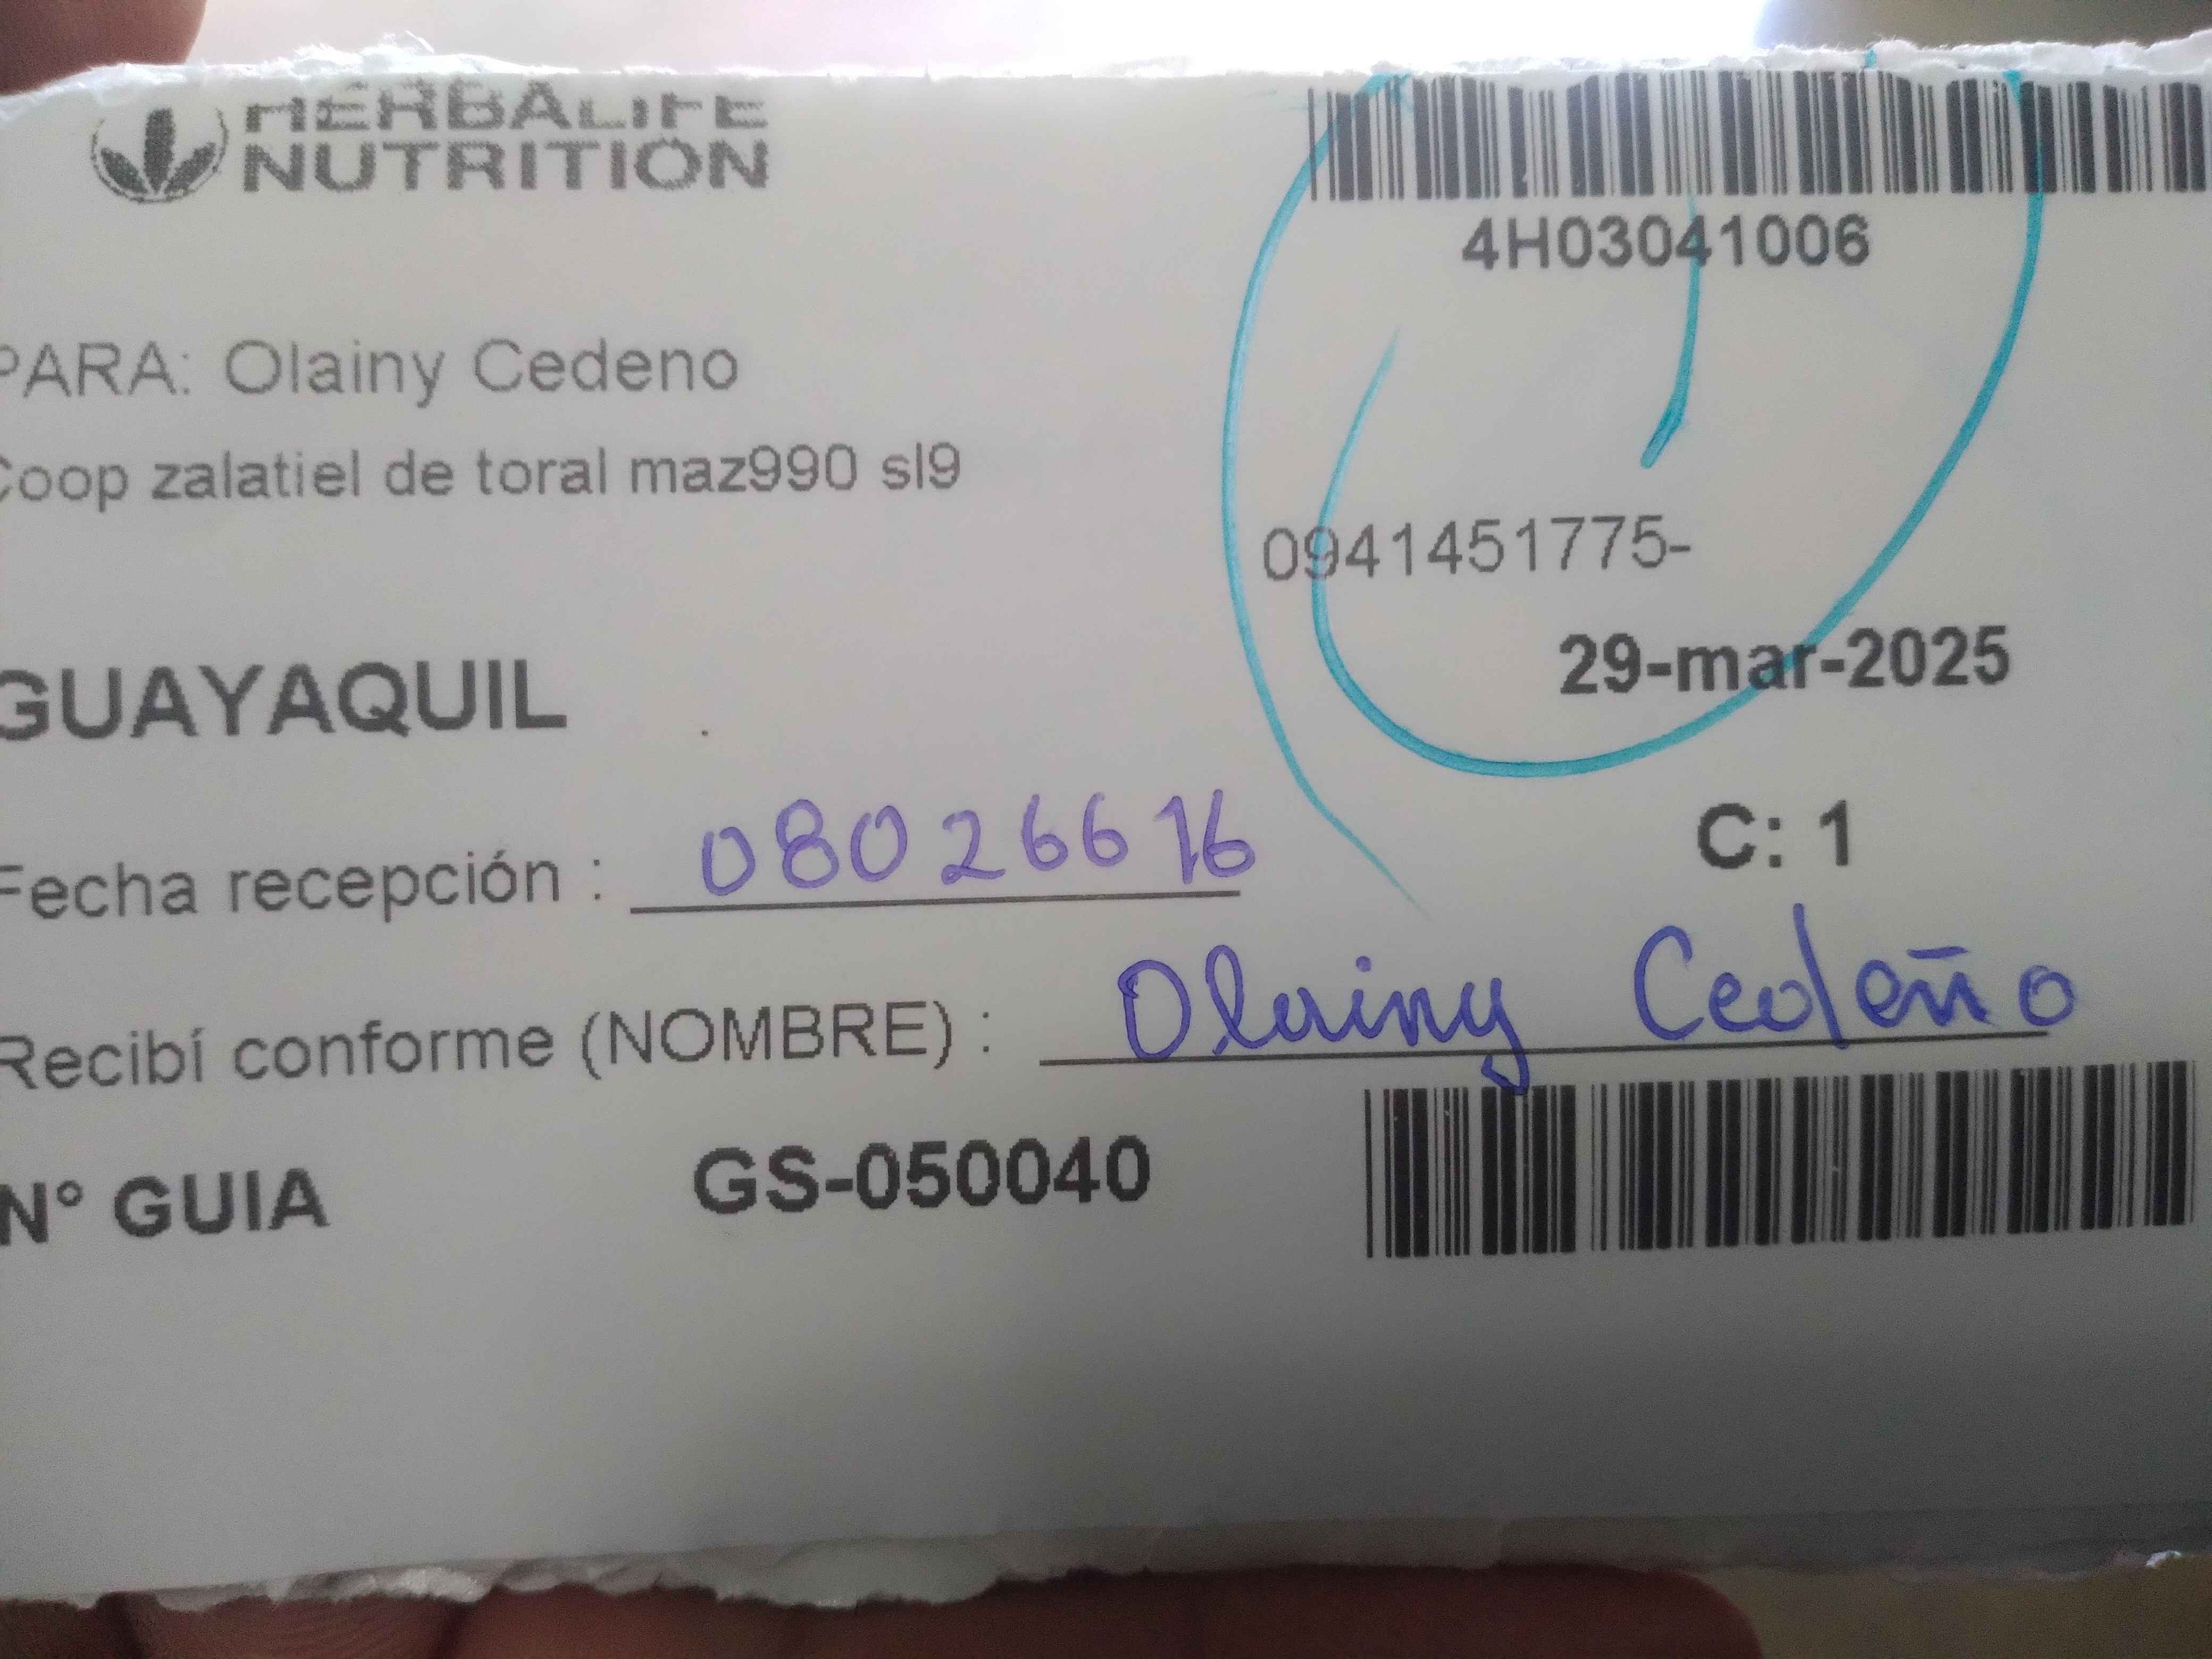 HERBALIFE
NUTRITION
4H03041006
PARA: Olainy Cedeno
Coop zalatiel de toral maz990 sl9
0941451775-
GUAYAQUIL
29-mar-2025
C: 1
Fecha recepción : 08026616
Recibí conforme (NOMBRE) : Olainy Cedeño
N° GUIA GS-050040